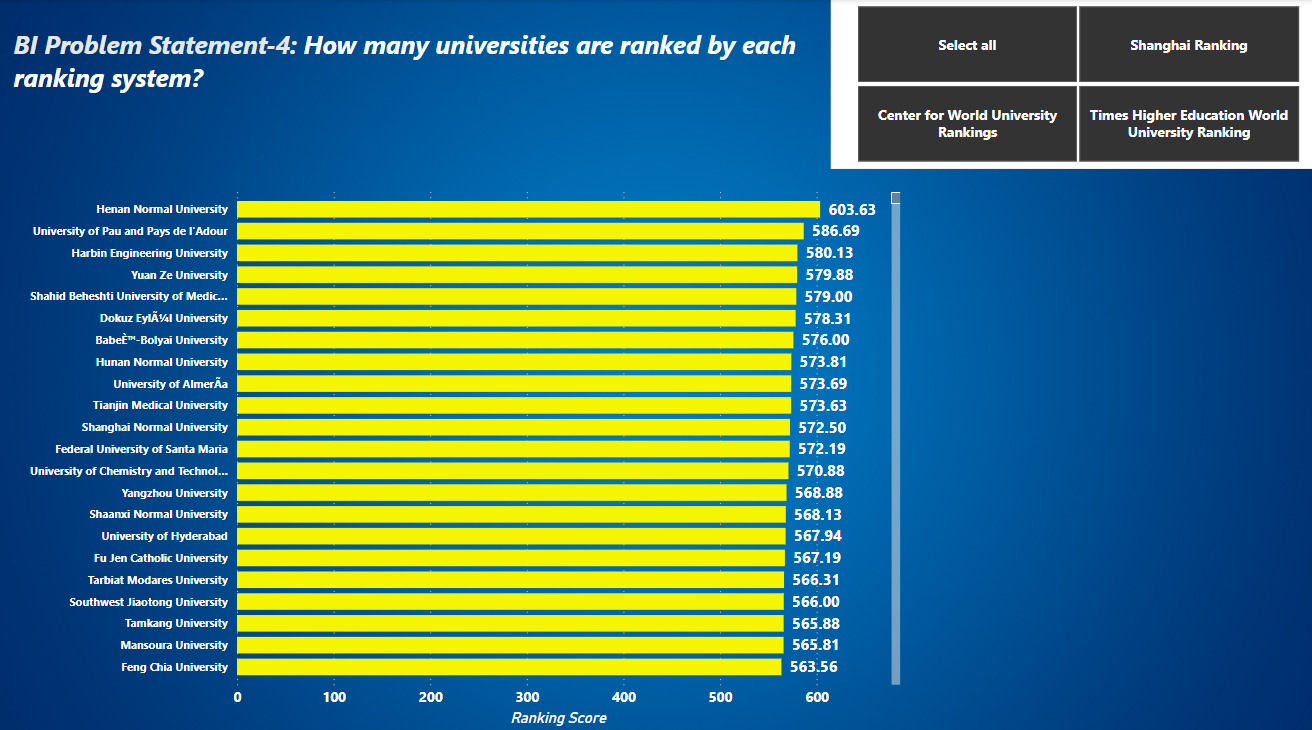 BI Problem Statement-4: How many universities are ranked by each
ranking system?
Select all
Shanghai Ranking
Center for World University
Rankings
Times Higher Education World
University Ranking
Henan Normal University 603.63
University of Pau and Pays de l'Adour 586.69
Harbin Engineering University 580.13
Yuan Ze University 579.88
Shahid Beheshti University of Medic... 579.00
Dokuz EylÃ¼l University 578.31
BabeÈ™-Bolyai University 576.00
Hunan Normal University 573.81
University of AlmerÃ­a 573.69
Tianjin Medical University 573.63
Shanghai Normal University 572.50
Federal University of Santa Maria 572.19
University of Chemistry and Technol... 570.88
Yangzhou University 568.88
Shaanxi Normal University 568.13
University of Hyderabad 567.94
Fu Jen Catholic University 567.19
Tarbiat Modares University 566.31
Southwest Jiaotong University 566.00
Tamkang University 565.88
Mansoura University 565.81
Feng Chia University 563.56
0 100 200 300 400 500 600
Ranking Score